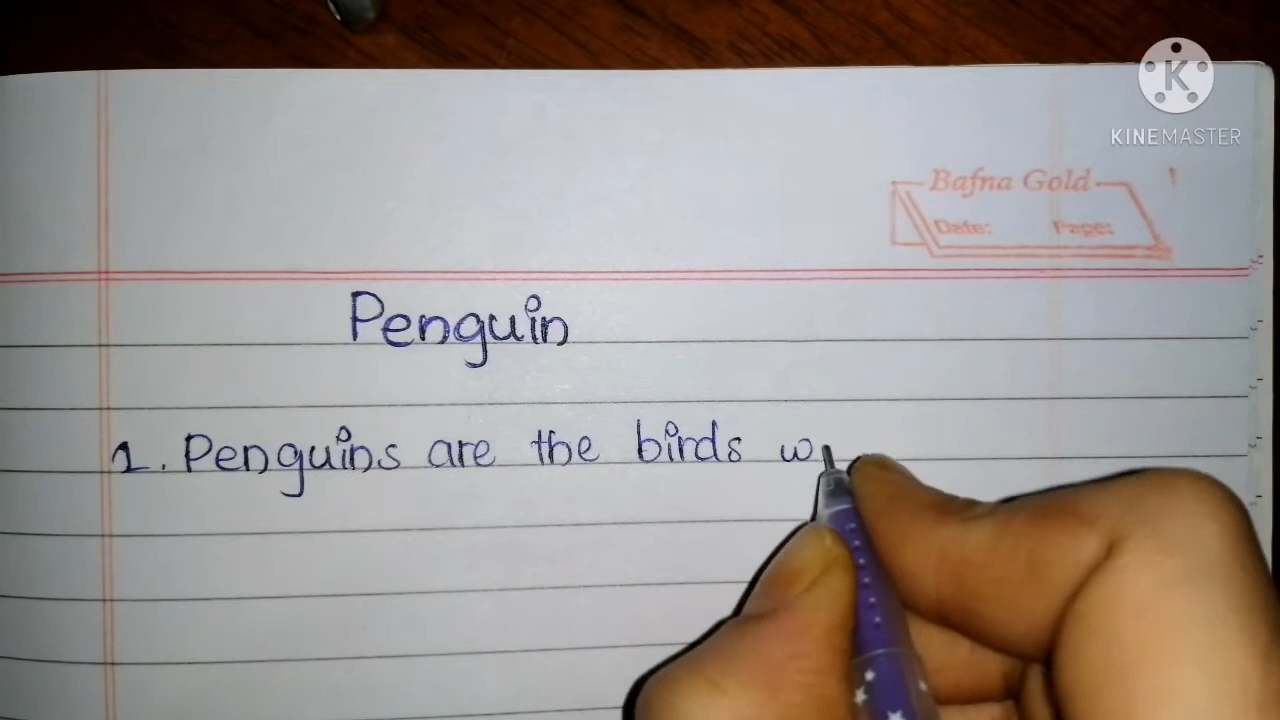 KINEMASTER
Bafna Gold
Date: Page:
Penguin
1. Penguins are the birds w